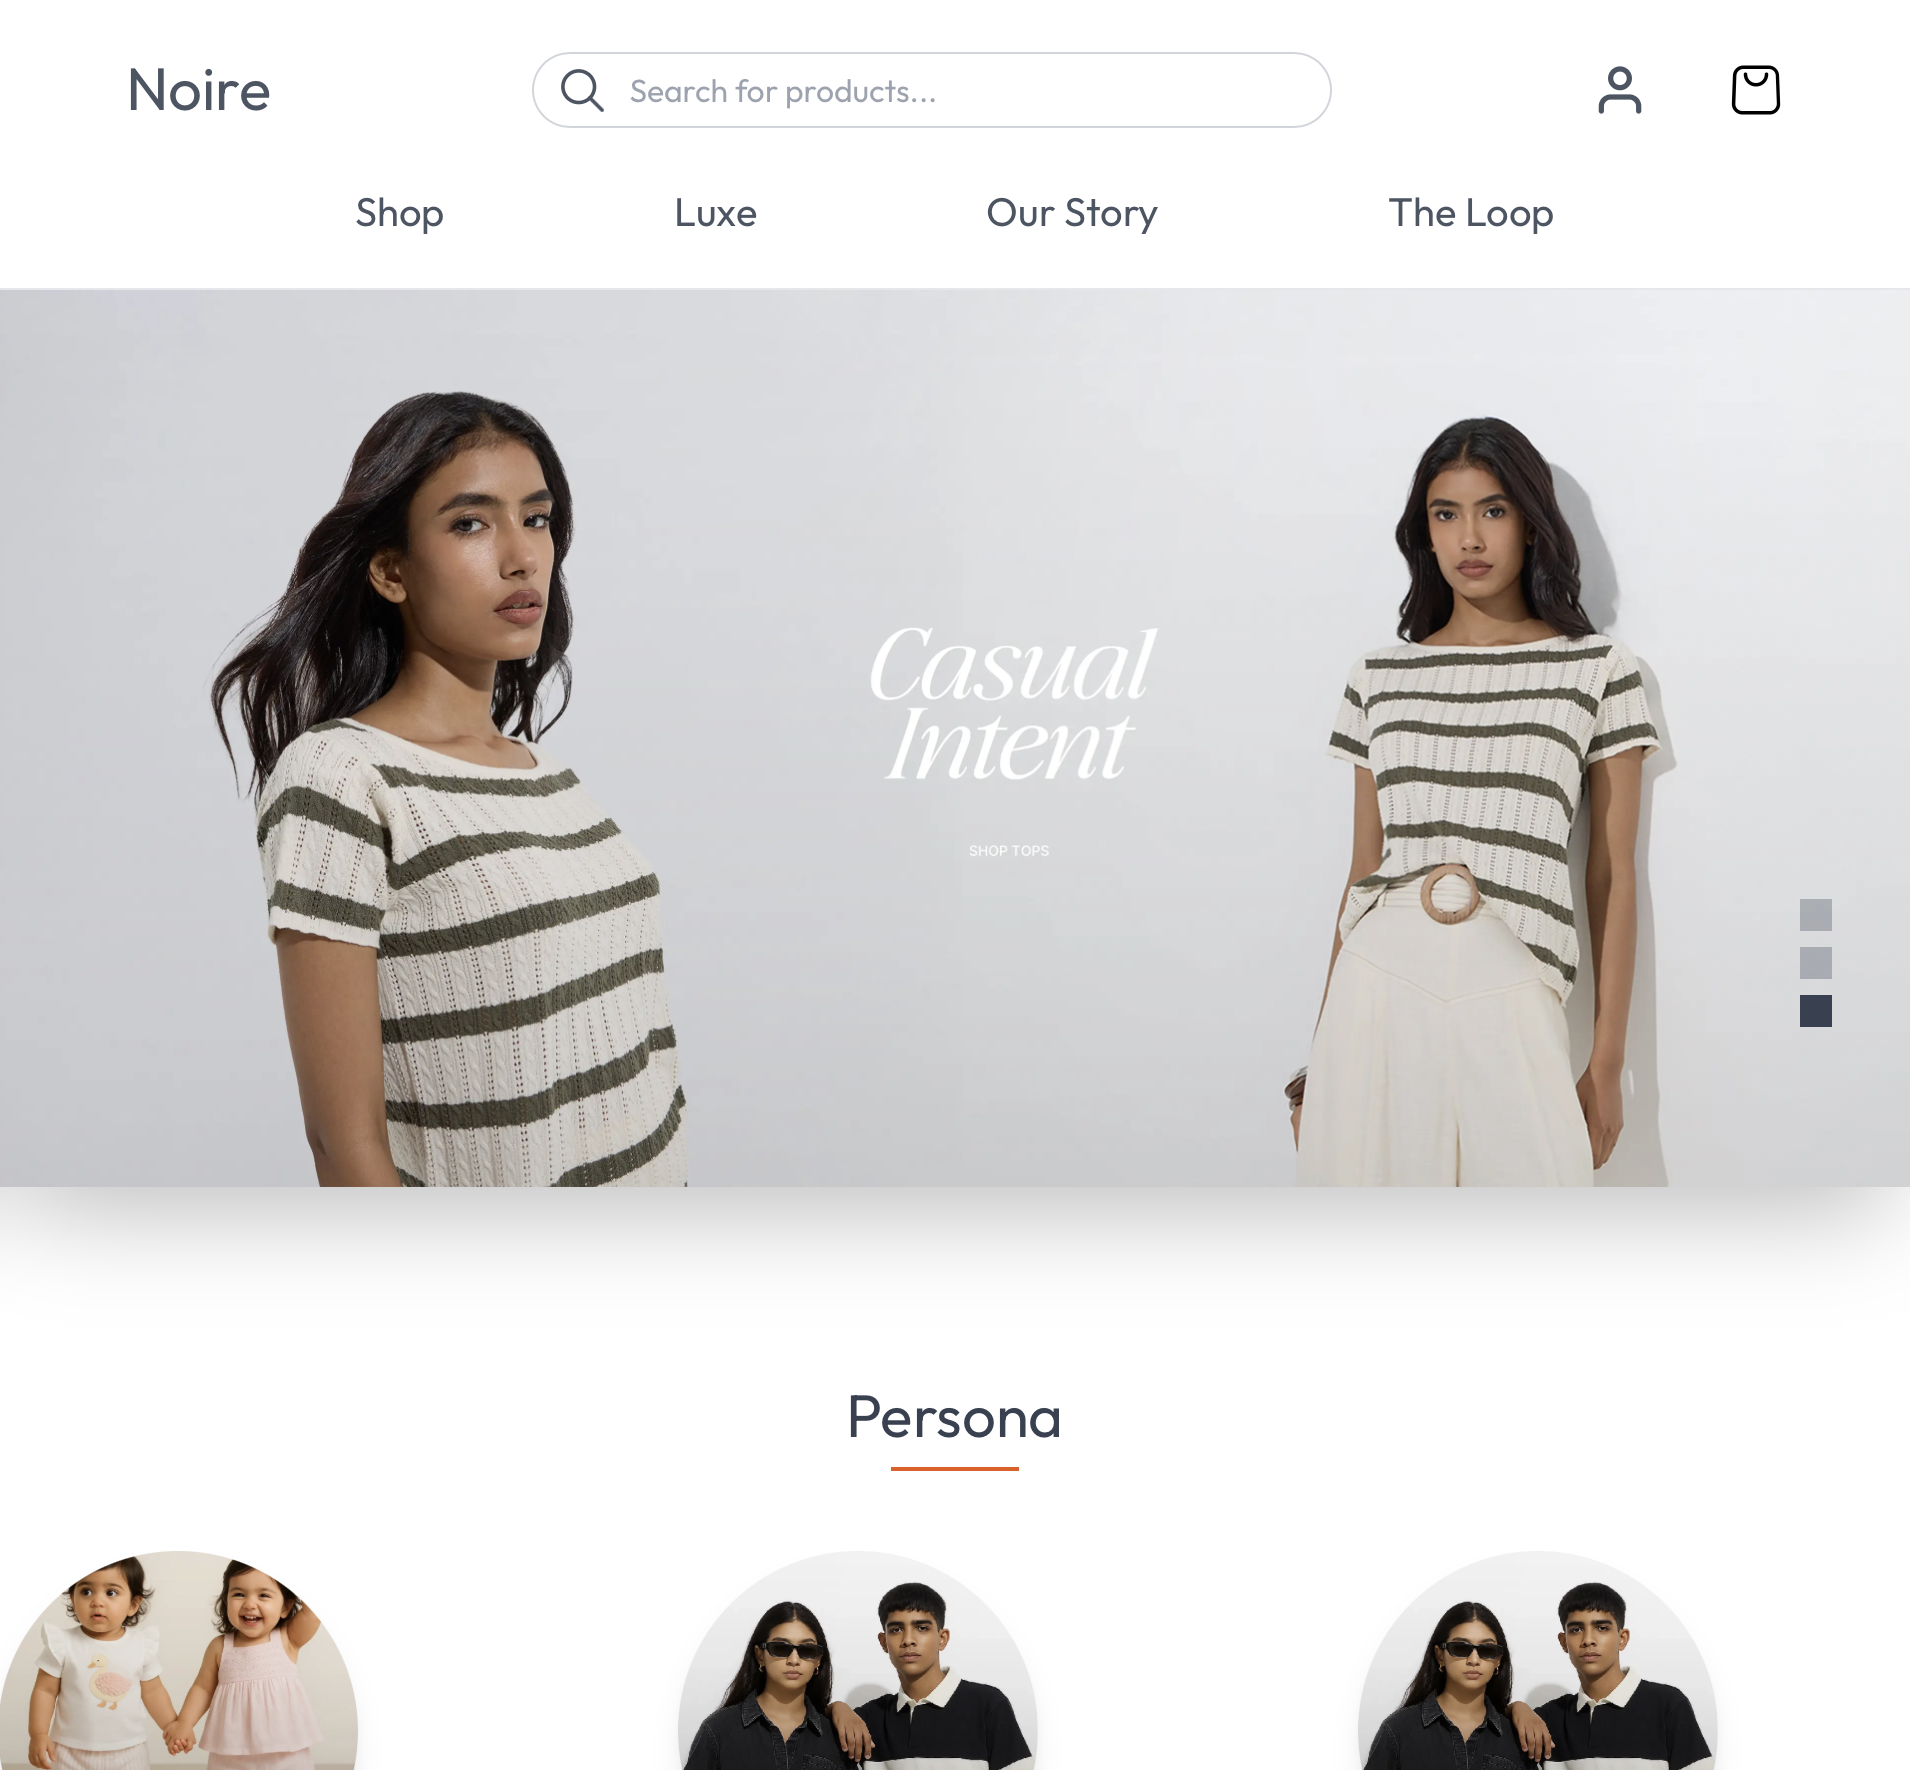 Noire
Search for products...
Shop
Luxe
Our Story
The Loop
Casual
Intent
SHOP TOPS
Persona